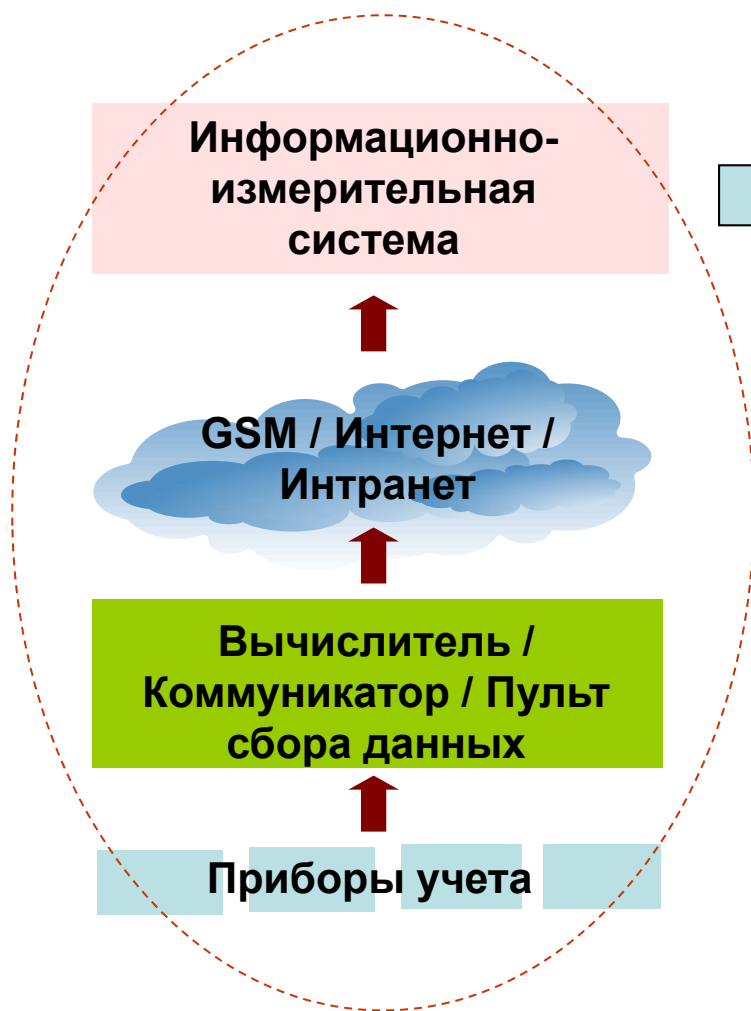 Информационно-
измерительная
система
GSM / Интернет /
Интранет
Вычислитель /
Коммуникатор / Пульт
сбора данных
Приборы учета